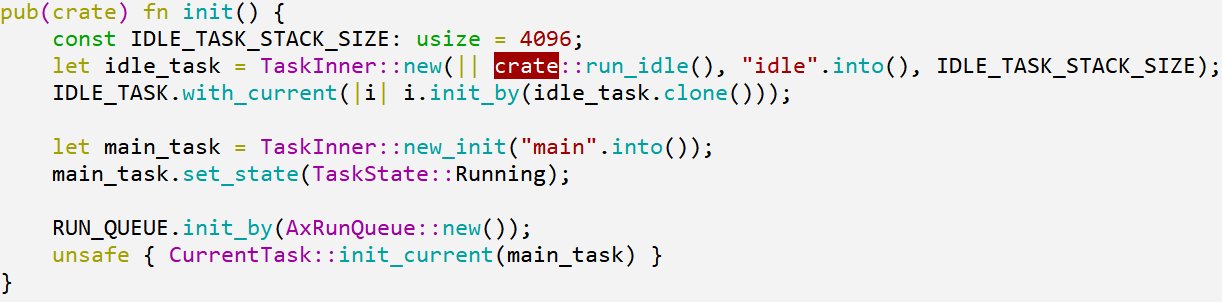 pub(crate) fn init() {
    const IDLE_TASK_STACK_SIZE: usize = 4096;
    let idle_task = TaskInner::new(|| crate::run_idle(), "idle".into(), IDLE_TASK_STACK_SIZE);
    IDLE_TASK.with_current(|i| i.init_by(idle_task.clone()));

    let main_task = TaskInner::new_init("main".into());
    main_task.set_state(TaskState::Running);

    RUN_QUEUE.init_by(AxRunQueue::new());
    unsafe { CurrentTask::init_current(main_task) }
}